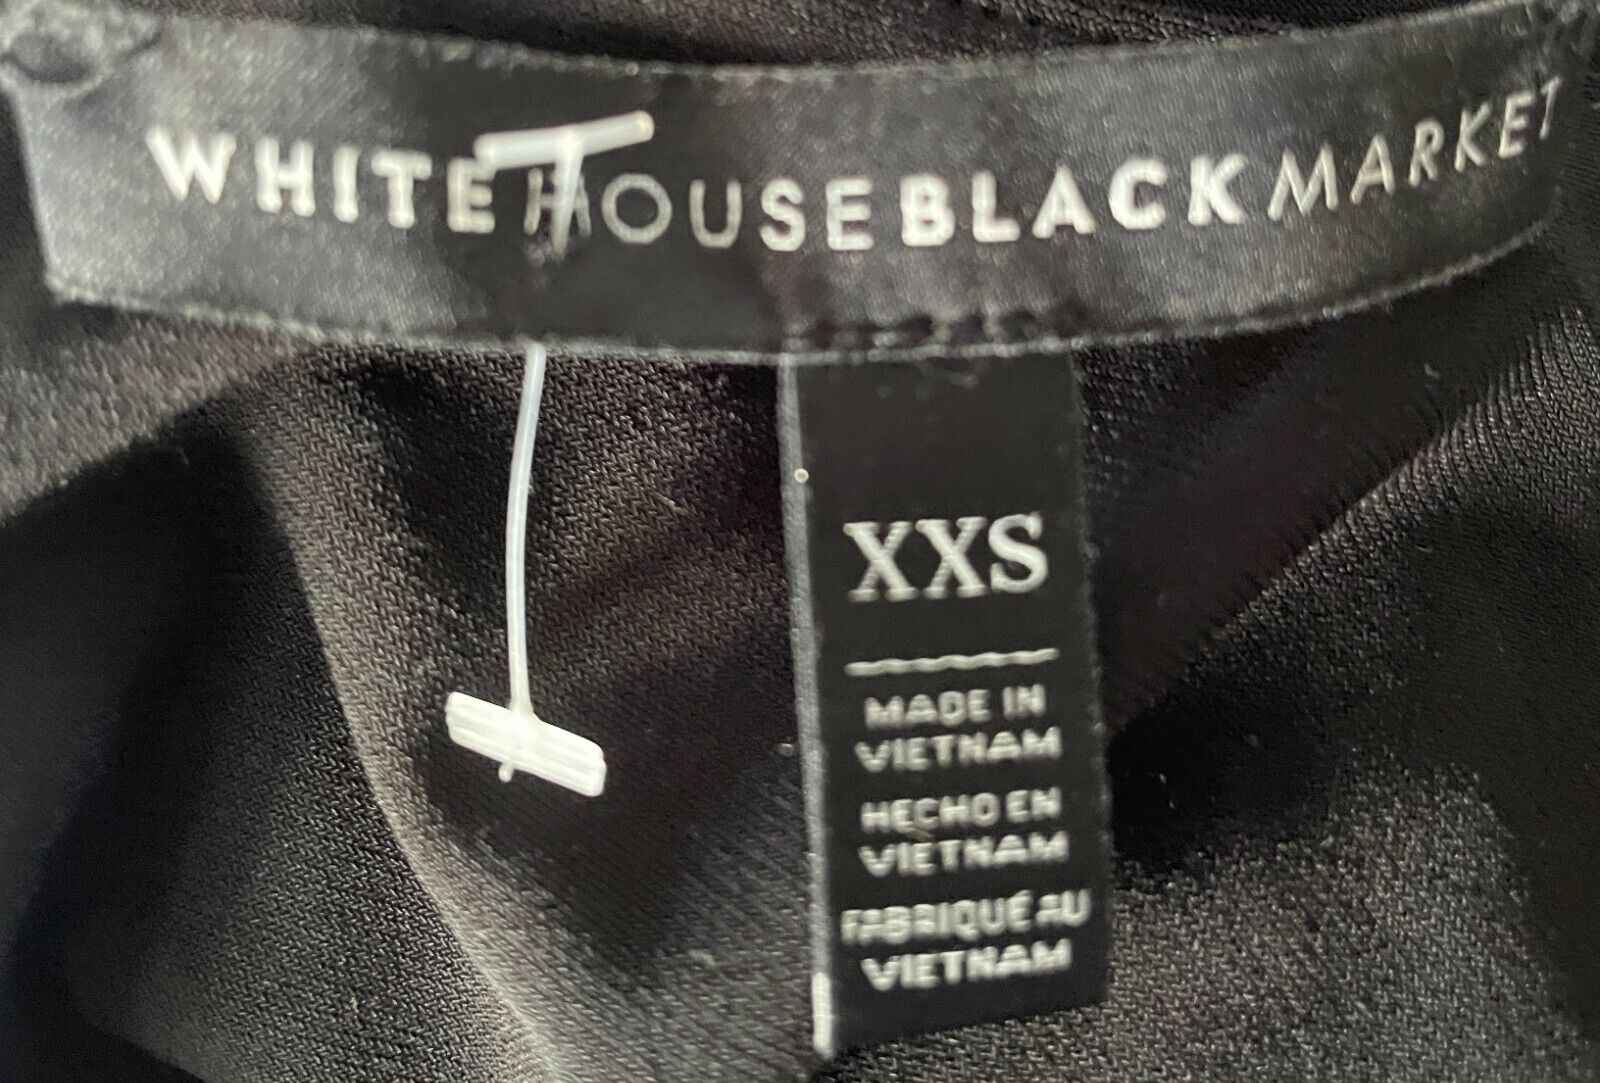 WHITE HOUSE BLACK MARKET
XXS
MADE IN
VIETNAM
HECHO EN
VIETNAM
FABRIQUÉ AU
VIETNAM